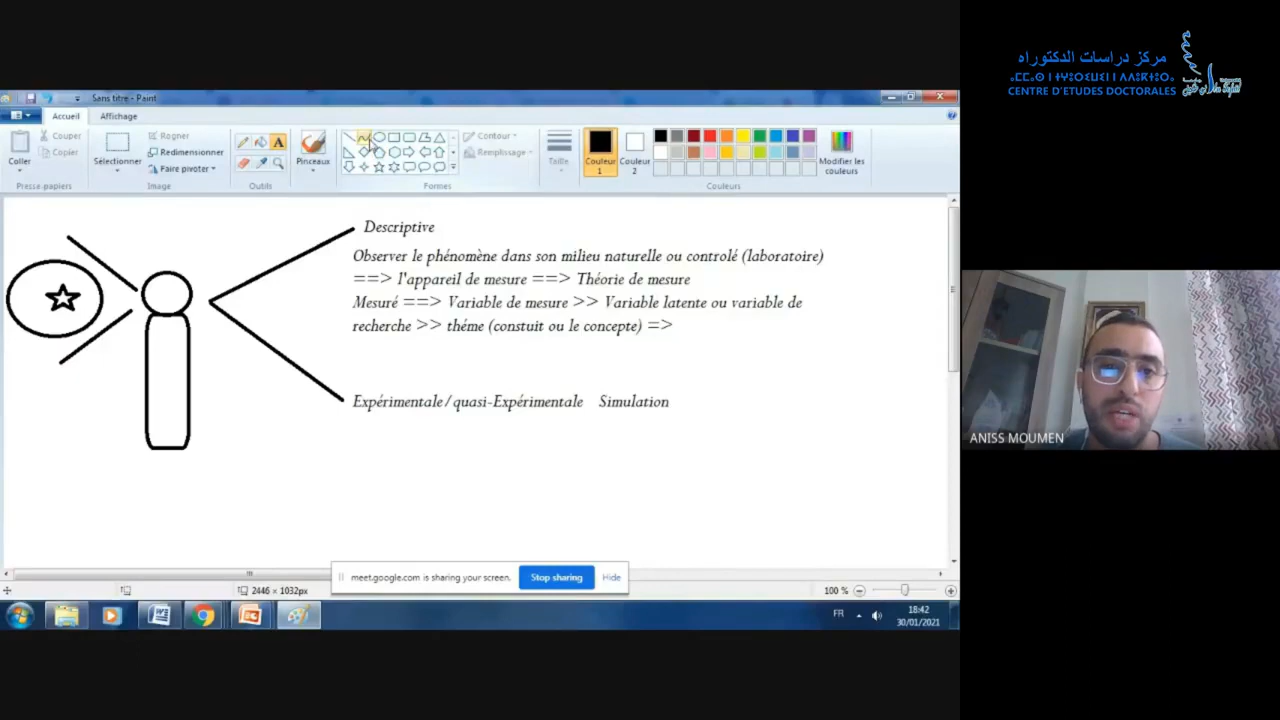 Sans titre - Paint
Accueil
Affichage
Coller
Couper
Copier
Presse-papiers
Sélectionner
Rogner
Redimensionner
Faire pivoter
Image
Outils
Pinceaux
Formes
Contour
Remplissage
Taille
Couleur
1
Couleur
2
Modifier les
couleurs
Couleurs
Descriptive
Observer le phénomène dans son milieu naturelle ou controlé (laboratoire)
==> l'appareil de mesure ==> Théorie de mesure
Mesuré ==> Variable de mesure >> Variable latente ou variable de
recherche >> théme (constuit ou le concepte) =>
Expérimentale/quasi-Expérimentale Simulation
meet.google.com is sharing your screen.
Stop sharing
Hide
2446 × 1032px
100 %
FR
18:42
30/01/2021
مركز دراسات الدكتوراه
CENTRE D'ETUDES DOCTORALES
ANISS MOUMEN